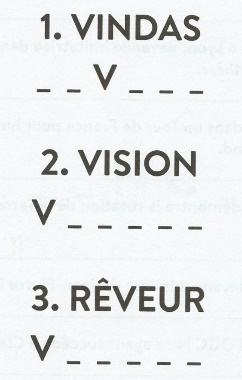 1. VINDAS
_ _ V _ _ _
2. VISION
V _ _ _ _ _
3. RÊVEUR
V _ _ _ _ _